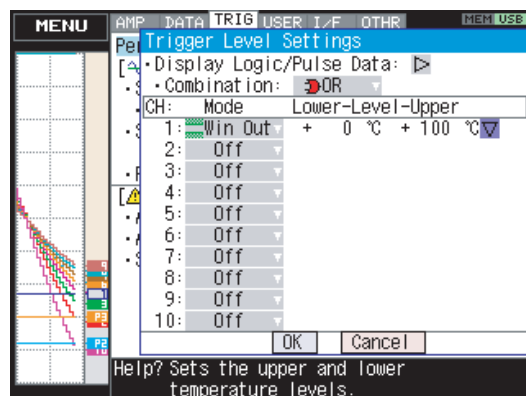 MENU
AMP DATA TRIG USER I/F OTHR MEM USB
Trigger Level Settings
・Display Logic/Pulse Data:
・Combination: OR
CH: Mode Lower-Level-Upper
1: Win Out + 0 ℃ + 100 ℃
2: Off
3: Off
4: Off
5: Off
6: Off
7: Off
8: Off
9: Off
10: Off
OK Cancel
Help? Sets the upper and lower
temperature levels.